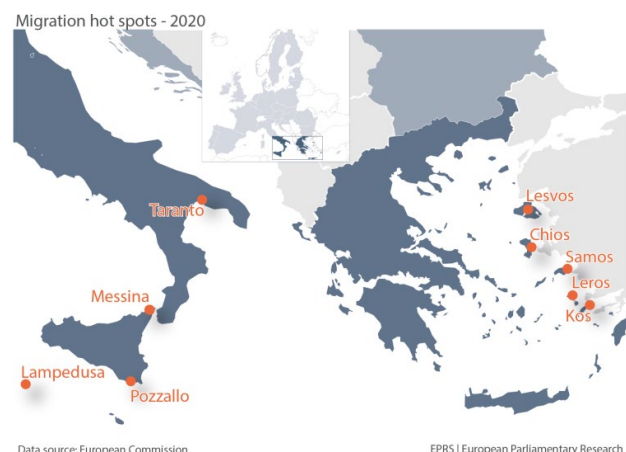 Migration hot spots - 2020
Lesvos
Taranto
Chios
Samos
Leros
Messina
Kos
Lampedusa
Pozzallo
Data source: European Commission
EPRS | European Parliamentary Research